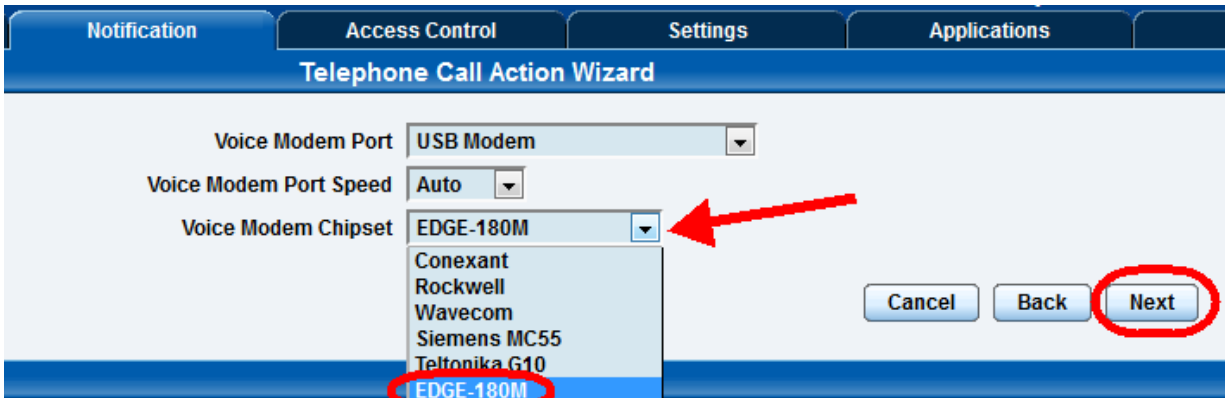 Notification Access Control Settings Applications
Telephone Call Action Wizard
Voice Modem Port USB Modem
Voice Modem Port Speed Auto
Voice Modem Chipset EDGE-180M
Conexant
Rockwell
Wavecom
Siemens MC55
Teltonika G10
EDGE-180M
Cancel Back Next